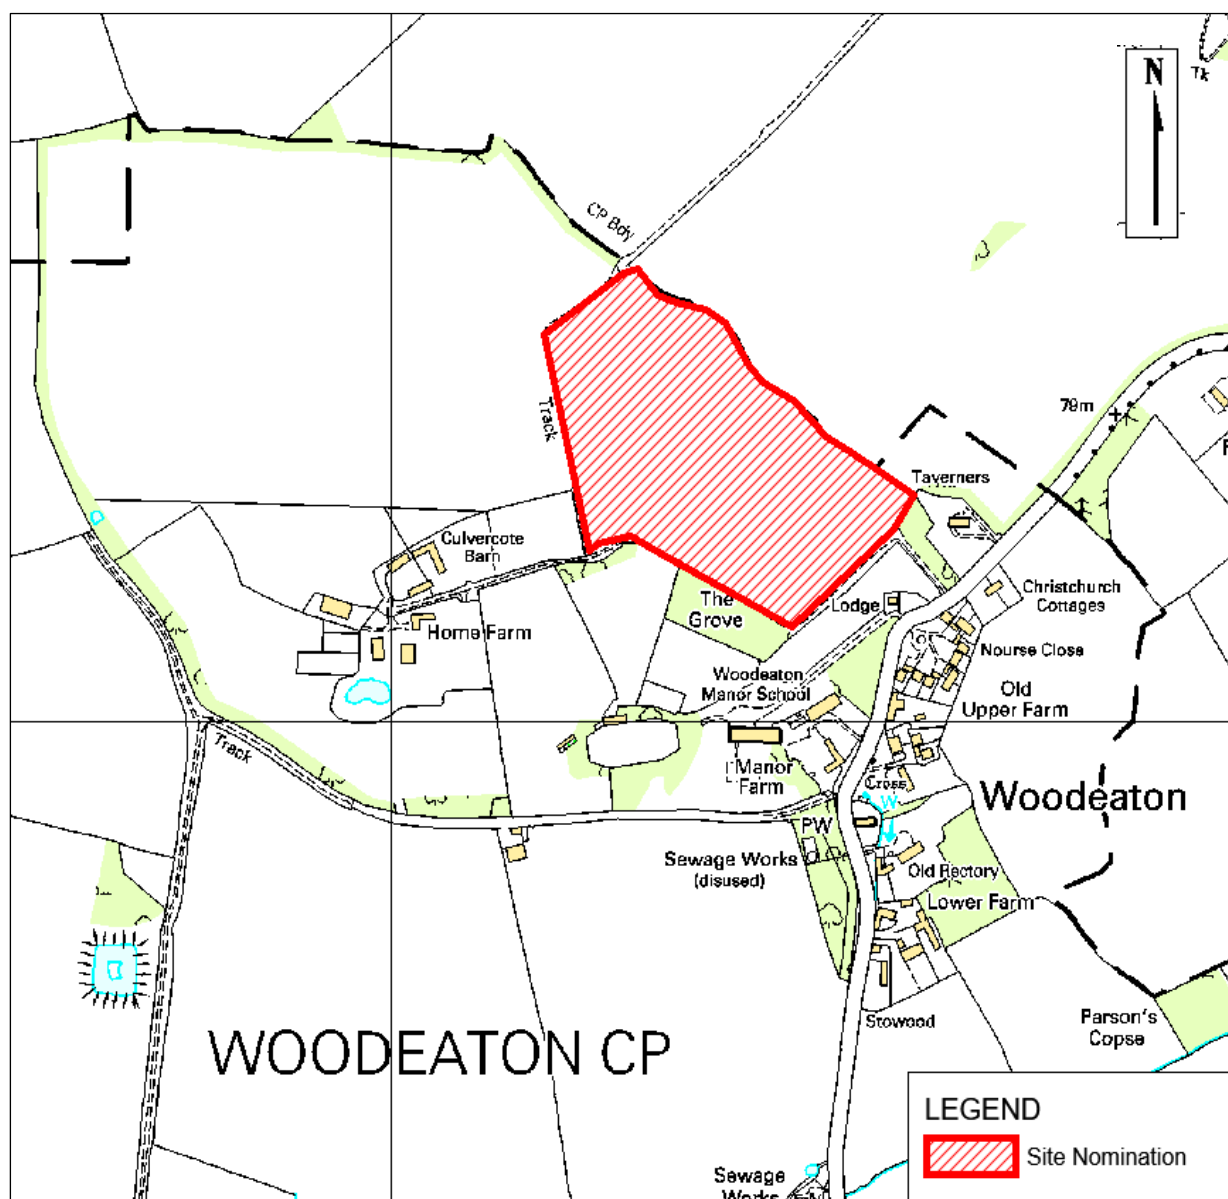 N
Tk
CP Bdy
79m
Track
Taverners
Culvercote
Barn
Christchurch
Cottages
The
Grove
Lodge
Home Farm
Nourse Close
Woodeaton
Manor School
Old
Upper Farm
Track
Manor
Farm
Cross
W
Woodeaton
PW
Sewage Works
(disused)
Old Rectory
Lower Farm
Stowood
Parson's
Copse
WOODEATON CP
LEGEND
Site Nomination
Sewage
Works